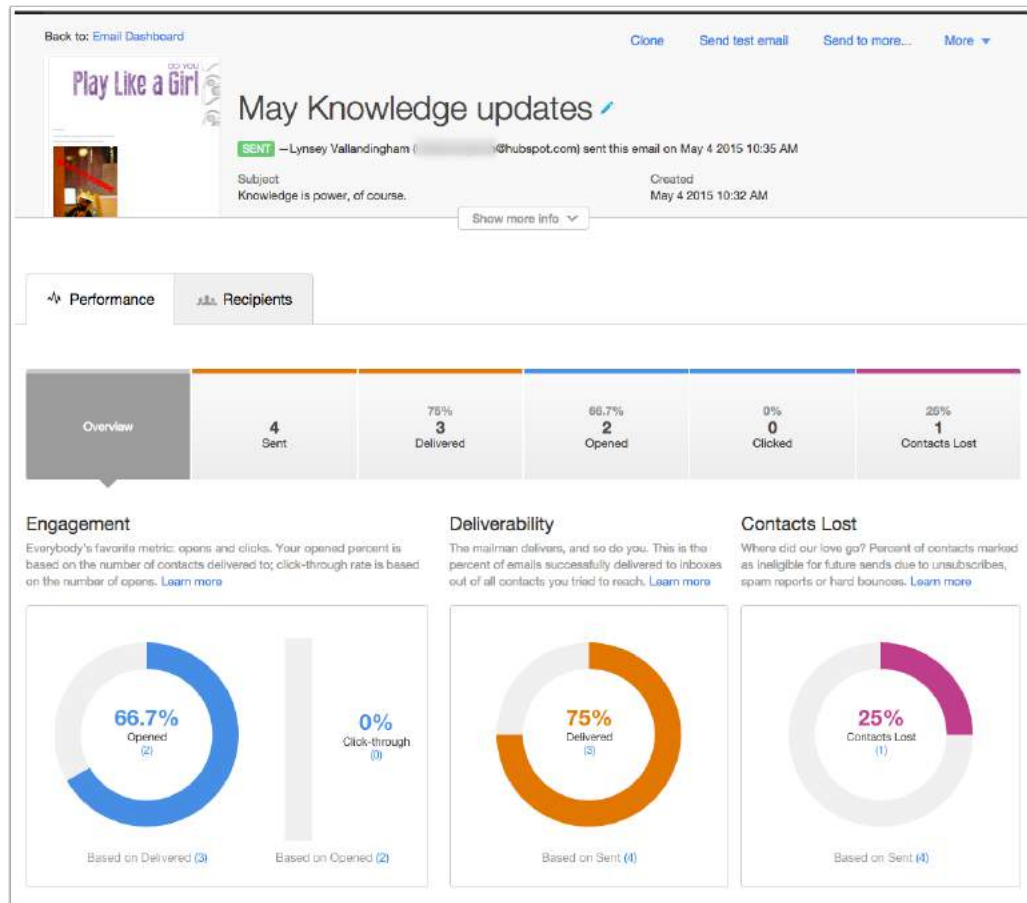 Back to: Email Dashboard
Clone Send test email Send to more... More
DO YOU
Play Like a Girl
May Knowledge updates
SENT —Lynsey Vallandingham ( @hubspot.com) sent this email on May 4 2015 10:35 AM
Subject
Knowledge is power, of course.
Created
May 4 2015 10:32 AM
Show more info
Performance
Recipients
Overview
4
Sent
75%
3
Delivered
66.7%
2
Opened
0%
0
Clicked
25%
1
Contacts Lost
Engagement
Everybody's favorite metric: opens and clicks. Your opened percent is
based on the number of contacts delivered to; click-through rate is based
on the number of opens. Learn more
66.7%
Opened
(2)
Based on Delivered (3)
0%
Click-through
(0)
Based on Opened (2)
Deliverability
The mailman delivers, and so do you. This is the
percent of emails successfully delivered to inboxes
out of all contacts you tried to reach. Learn more
75%
Delivered
(3)
Based on Sent (4)
Contacts Lost
Where did our love go? Percent of contacts marked
as ineligible for future sends due to unsubscribes,
spam reports or hard bounces. Learn more
25%
Contacts Lost
(1)
Based on Sent (4)